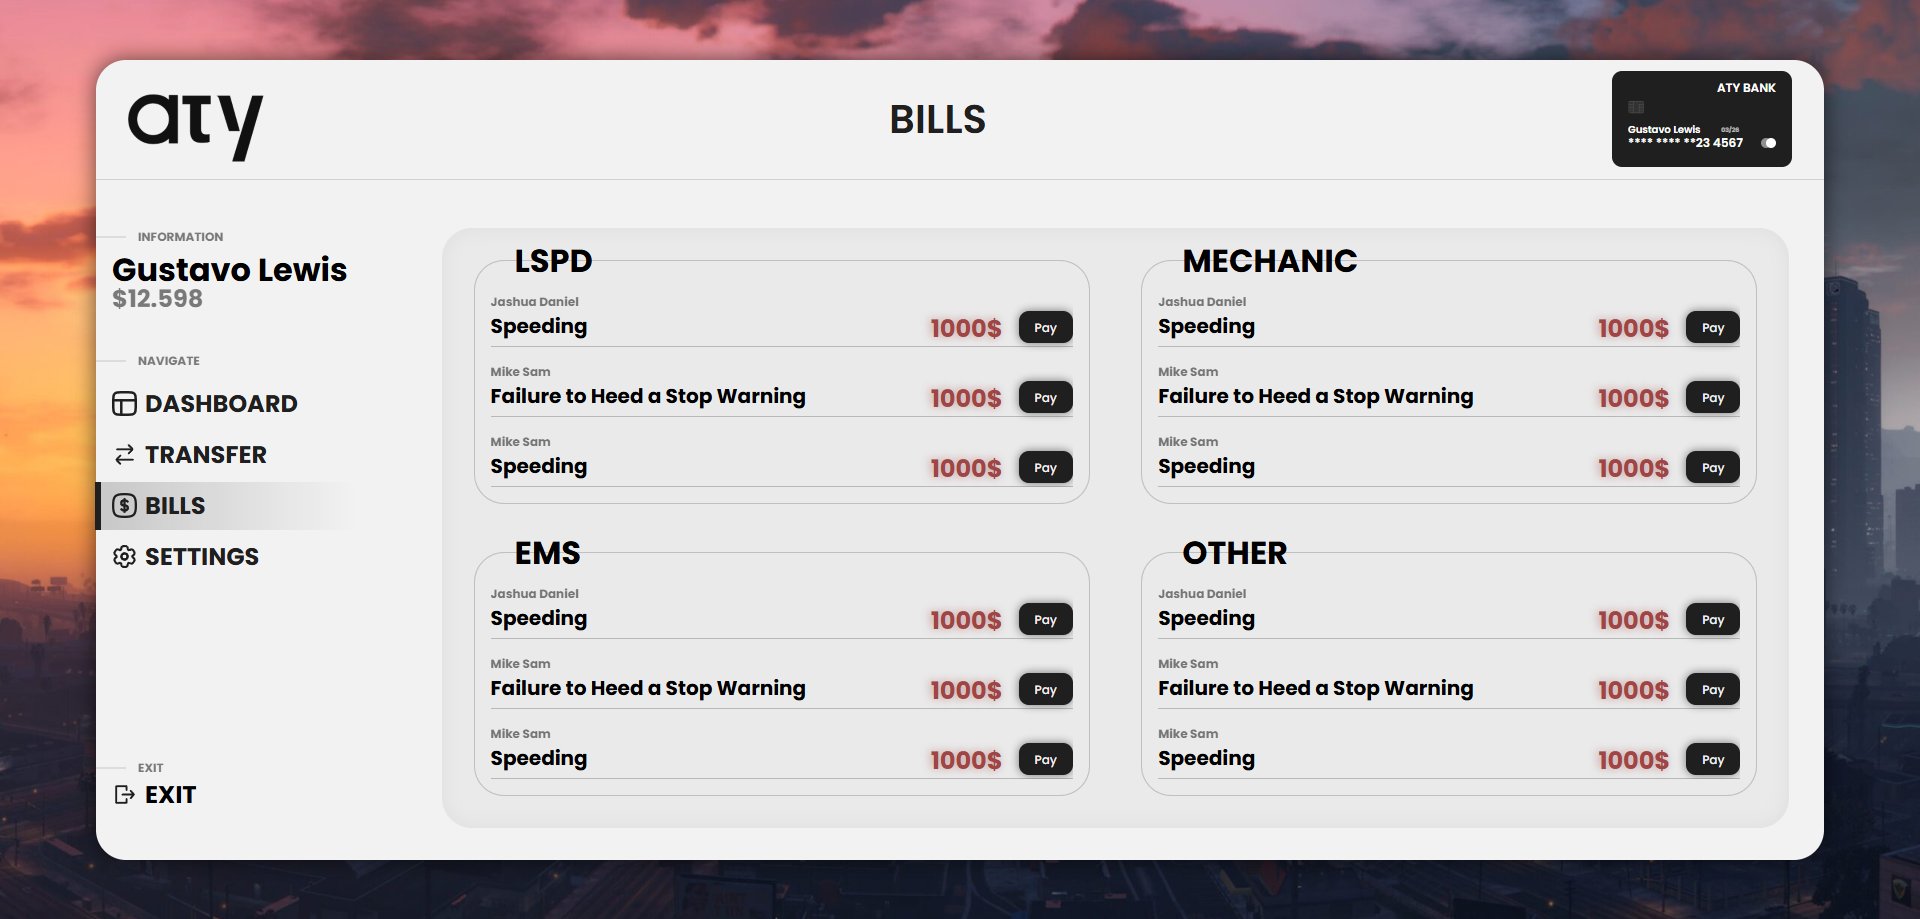 aty
BILLS
ATY BANK
Gustavo Lewis 03/26
**** **** **23 4567
INFORMATION
Gustavo Lewis
$12.598
NAVIGATE
DASHBOARD
TRANSFER
BILLS
SETTINGS
EXIT
EXIT
LSPD
Jashua Daniel
Speeding 1000$ Pay
Mike Sam
Failure to Heed a Stop Warning 1000$ Pay
Mike Sam
Speeding 1000$ Pay
MECHANIC
Jashua Daniel
Speeding 1000$ Pay
Mike Sam
Failure to Heed a Stop Warning 1000$ Pay
Mike Sam
Speeding 1000$ Pay
EMS
Jashua Daniel
Speeding 1000$ Pay
Mike Sam
Failure to Heed a Stop Warning 1000$ Pay
Mike Sam
Speeding 1000$ Pay
OTHER
Jashua Daniel
Speeding 1000$ Pay
Mike Sam
Failure to Heed a Stop Warning 1000$ Pay
Mike Sam
Speeding 1000$ Pay